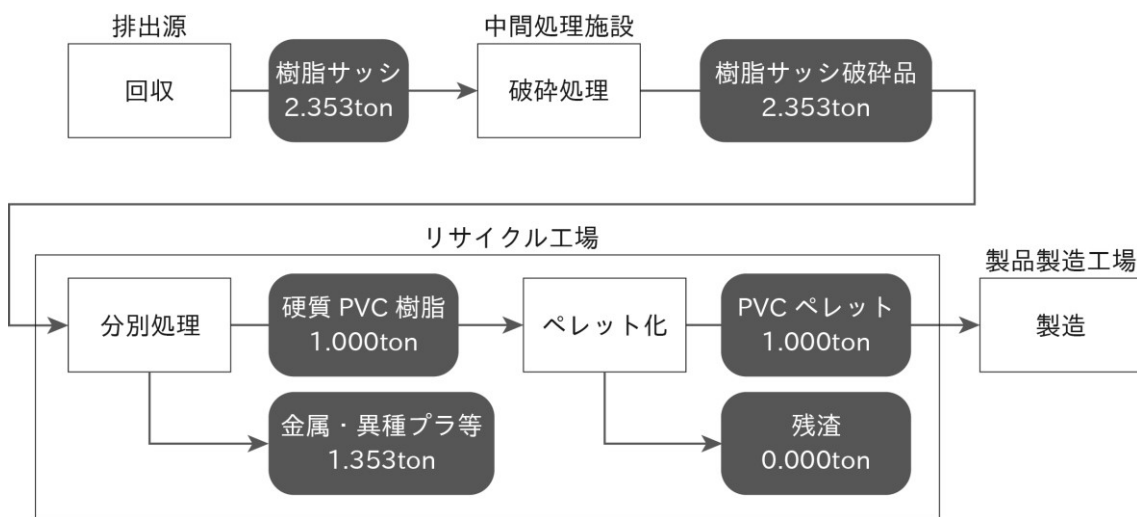 排出源
回収
樹脂サッシ
2.353ton
中間処理施設
破砕処理
樹脂サッシ破砕品
2.353ton
リサイクル工場
分別処理
硬質 PVC 樹脂
1.000ton
金属・異種プラ等
1.353ton
ペレット化
PVC ペレット
1.000ton
残渣
0.000ton
製品製造工場
製造